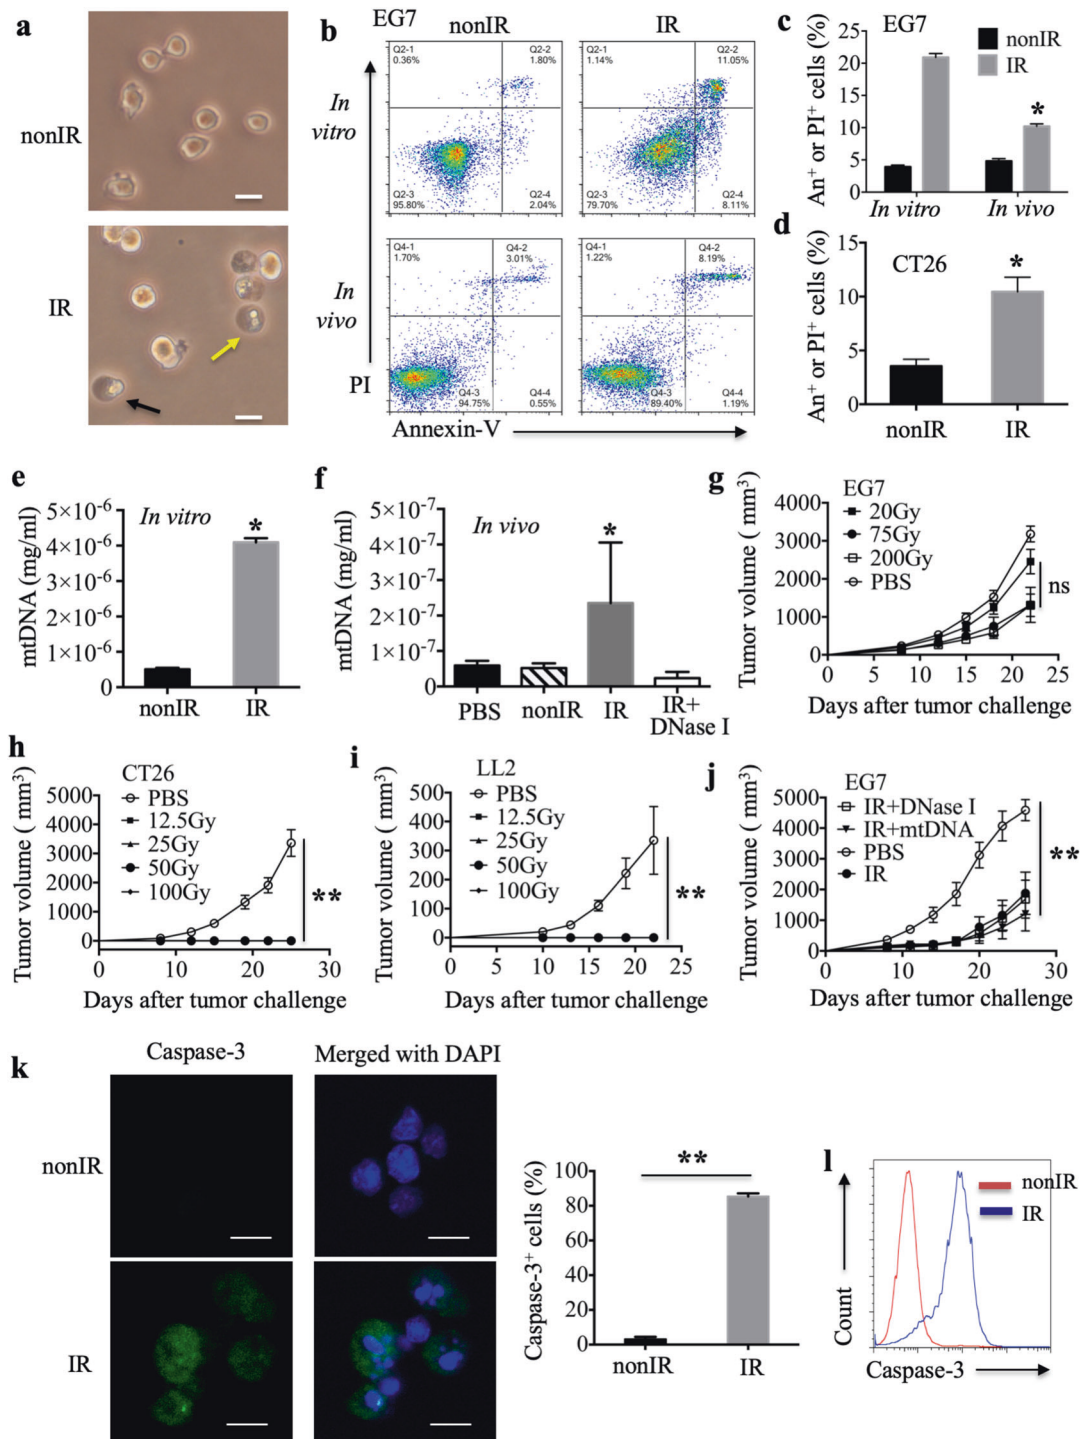 a
nonIR
IR
b
EG7
nonIR
IR
In vitro
In vivo
Q2-1
0.36%
Q2-2
1.80%
Q2-3
95.80%
Q2-4
2.04%
Q2-1
1.14%
Q2-2
11.05%
Q2-3
79.70%
Q2-4
8.11%
Q4-1
1.70%
Q4-2
3.01%
Q4-3
94.75%
Q4-4
0.55%
Q4-1
1.22%
Q4-2
8.19%
Q4-3
89.40%
Q4-4
1.19%
PI
Annexin-V
c
EG7
nonIR
IR
An⁺ or PI⁺ cells (%)
25
20
15
10
5
0
*
In vitro
In vivo
d
CT26
An⁺ or PI⁺ cells (%)
15
10
5
0
*
nonIR
IR
e
In vitro
mtDNA (mg/ml)
5×10⁻⁶
4×10⁻⁶
3×10⁻⁶
2×10⁻⁶
1×10⁻⁶
0
*
nonIR
IR
f
In vivo
mtDNA (mg/ml)
5×10⁻⁷
4×10⁻⁷
3×10⁻⁷
2×10⁻⁷
1×10⁻⁷
0
*
PBS
nonIR
IR
IR+
DNase I
g
EG7
20Gy
75Gy
200Gy
PBS
Tumor volume ( mm³)
4000
3000
2000
1000
0
ns
0 5 10 15 20 25
Days after tumor challenge
h
CT26
PBS
12.5Gy
25Gy
50Gy
100Gy
Tumor volume ( mm³)
5000
4000
3000
2000
1000
0
**
0 10 20 30
Days after tumor challenge
i
LL2
PBS
12.5Gy
25Gy
50Gy
100Gy
Tumor volume ( mm³)
500
400
300
200
100
0
**
0 5 10 15 20 25
Days after tumor challenge
j
EG7
IR+DNase I
IR+mtDNA
PBS
IR
Tumor volume ( mm³)
5000
4000
3000
2000
1000
0
**
0 10 20 30
Days after tumor challenge
k
Caspase-3
Merged with DAPI
nonIR
IR
Caspase-3⁺ cells (%)
100
80
60
40
20
0
**
nonIR
IR
l
nonIR
IR
Count
Caspase-3